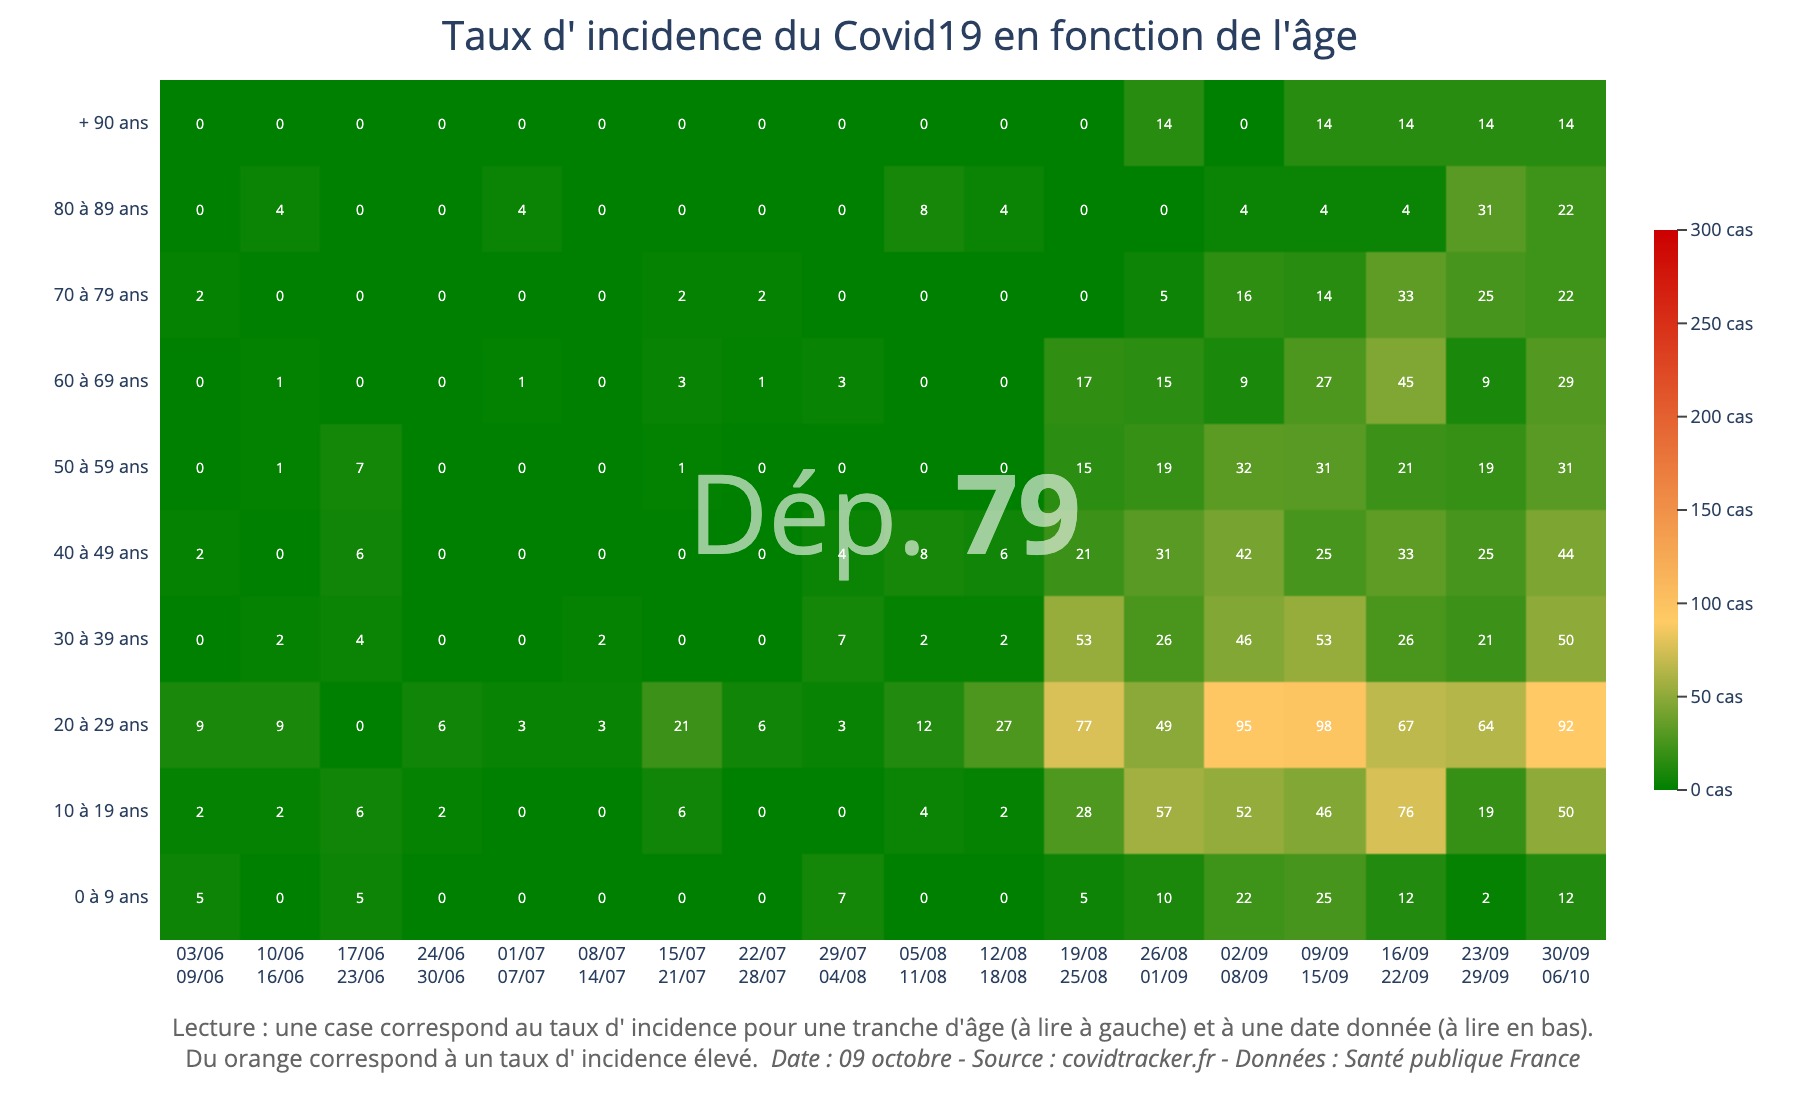 Taux d' incidence du Covid19 en fonction de l'âge
+ 90 ans 0 0 0 0 0 0 0 0 0 0 0 0 14 0 14 14 14 14
80 à 89 ans 0 4 0 0 4 0 0 0 0 8 4 0 0 4 4 4 31 22
70 à 79 ans 2 0 0 0 0 0 2 2 0 0 0 0 5 16 14 33 25 22
60 à 69 ans 0 1 0 0 1 0 3 1 3 0 0 17 15 9 27 45 9 29
50 à 59 ans 0 1 7 0 0 0 1 0 0 0 0 15 19 32 31 21 19 31
Dép. 79
40 à 49 ans 2 0 6 0 0 0 0 0 4 8 6 21 31 42 25 33 25 44
30 à 39 ans 0 2 4 0 0 2 0 0 7 2 2 53 26 46 53 26 21 50
20 à 29 ans 9 9 0 6 3 3 21 6 3 12 27 77 49 95 98 67 64 92
10 à 19 ans 2 2 6 2 0 0 6 0 0 4 2 28 57 52 46 76 19 50
0 à 9 ans 5 0 5 0 0 0 0 0 7 0 0 5 10 22 25 12 2 12
03/06 10/06 17/06 24/06 01/07 08/07 15/07 22/07 29/07 05/08 12/08 19/08 26/08 02/09 09/09 16/09 23/09 30/09
09/06 16/06 23/06 30/06 07/07 14/07 21/07 28/07 04/08 11/08 18/08 25/08 01/09 08/09 15/09 22/09 29/09 06/10
300 cas
250 cas
200 cas
150 cas
100 cas
50 cas
0 cas
Lecture : une case correspond au taux d' incidence pour une tranche d'âge (à lire à gauche) et à une date donnée (à lire en bas).
Du orange correspond à un taux d' incidence élevé. Date : 09 octobre - Source : covidtracker.fr - Données : Santé publique France